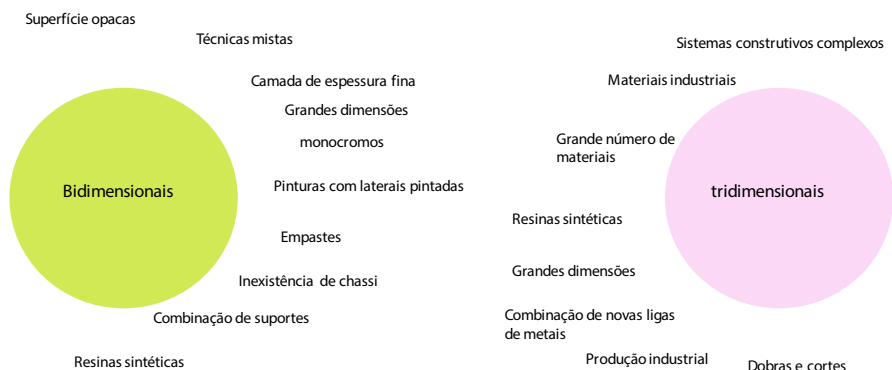 Superfície opacas
Técnicas mistas
Camada de espessura fina
Grandes dimensões
monocromos
Bidimensionais
Pinturas com laterais pintadas
Empastes
Inexistência de chassi
Combinação de suportes
Resinas sintéticas
Sistemas construtivos complexos
Materiais industriais
Grande número de
materiais
tridimensionais
Resinas sintéticas
Grandes dimensões
Combinação de novas ligas
de metais
Produção industrial
Dobras e cortes